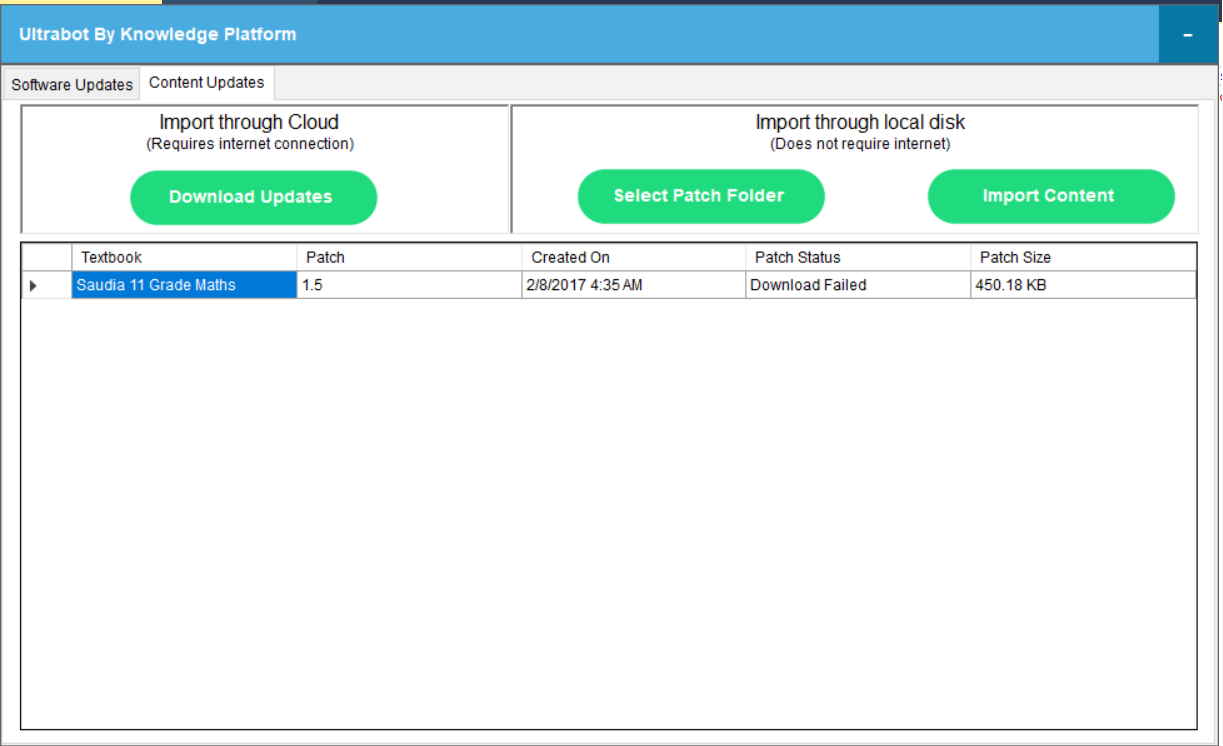 Ultrabot By Knowledge Platform
-
Software Updates Content Updates
Import through Cloud
(Requires internet connection)
Download Updates
Import through local disk
(Does not require internet)
Select Patch Folder Import Content
Textbook Patch Created On Patch Status Patch Size
Saudia 11 Grade Maths 1.5 2/8/2017 4:35 AM Download Failed 450.18 KB